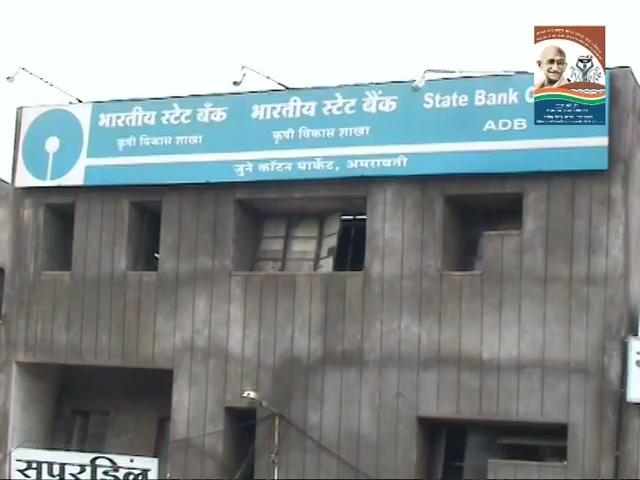 भारतीय स्टेट बँक
कृषी विकास शाखा
भारतीय स्टेट बैंक
कृषी विकास शाखा
State Bank
ADB
जुने कॉटन मार्केट, अमरावती
सुपरडिल